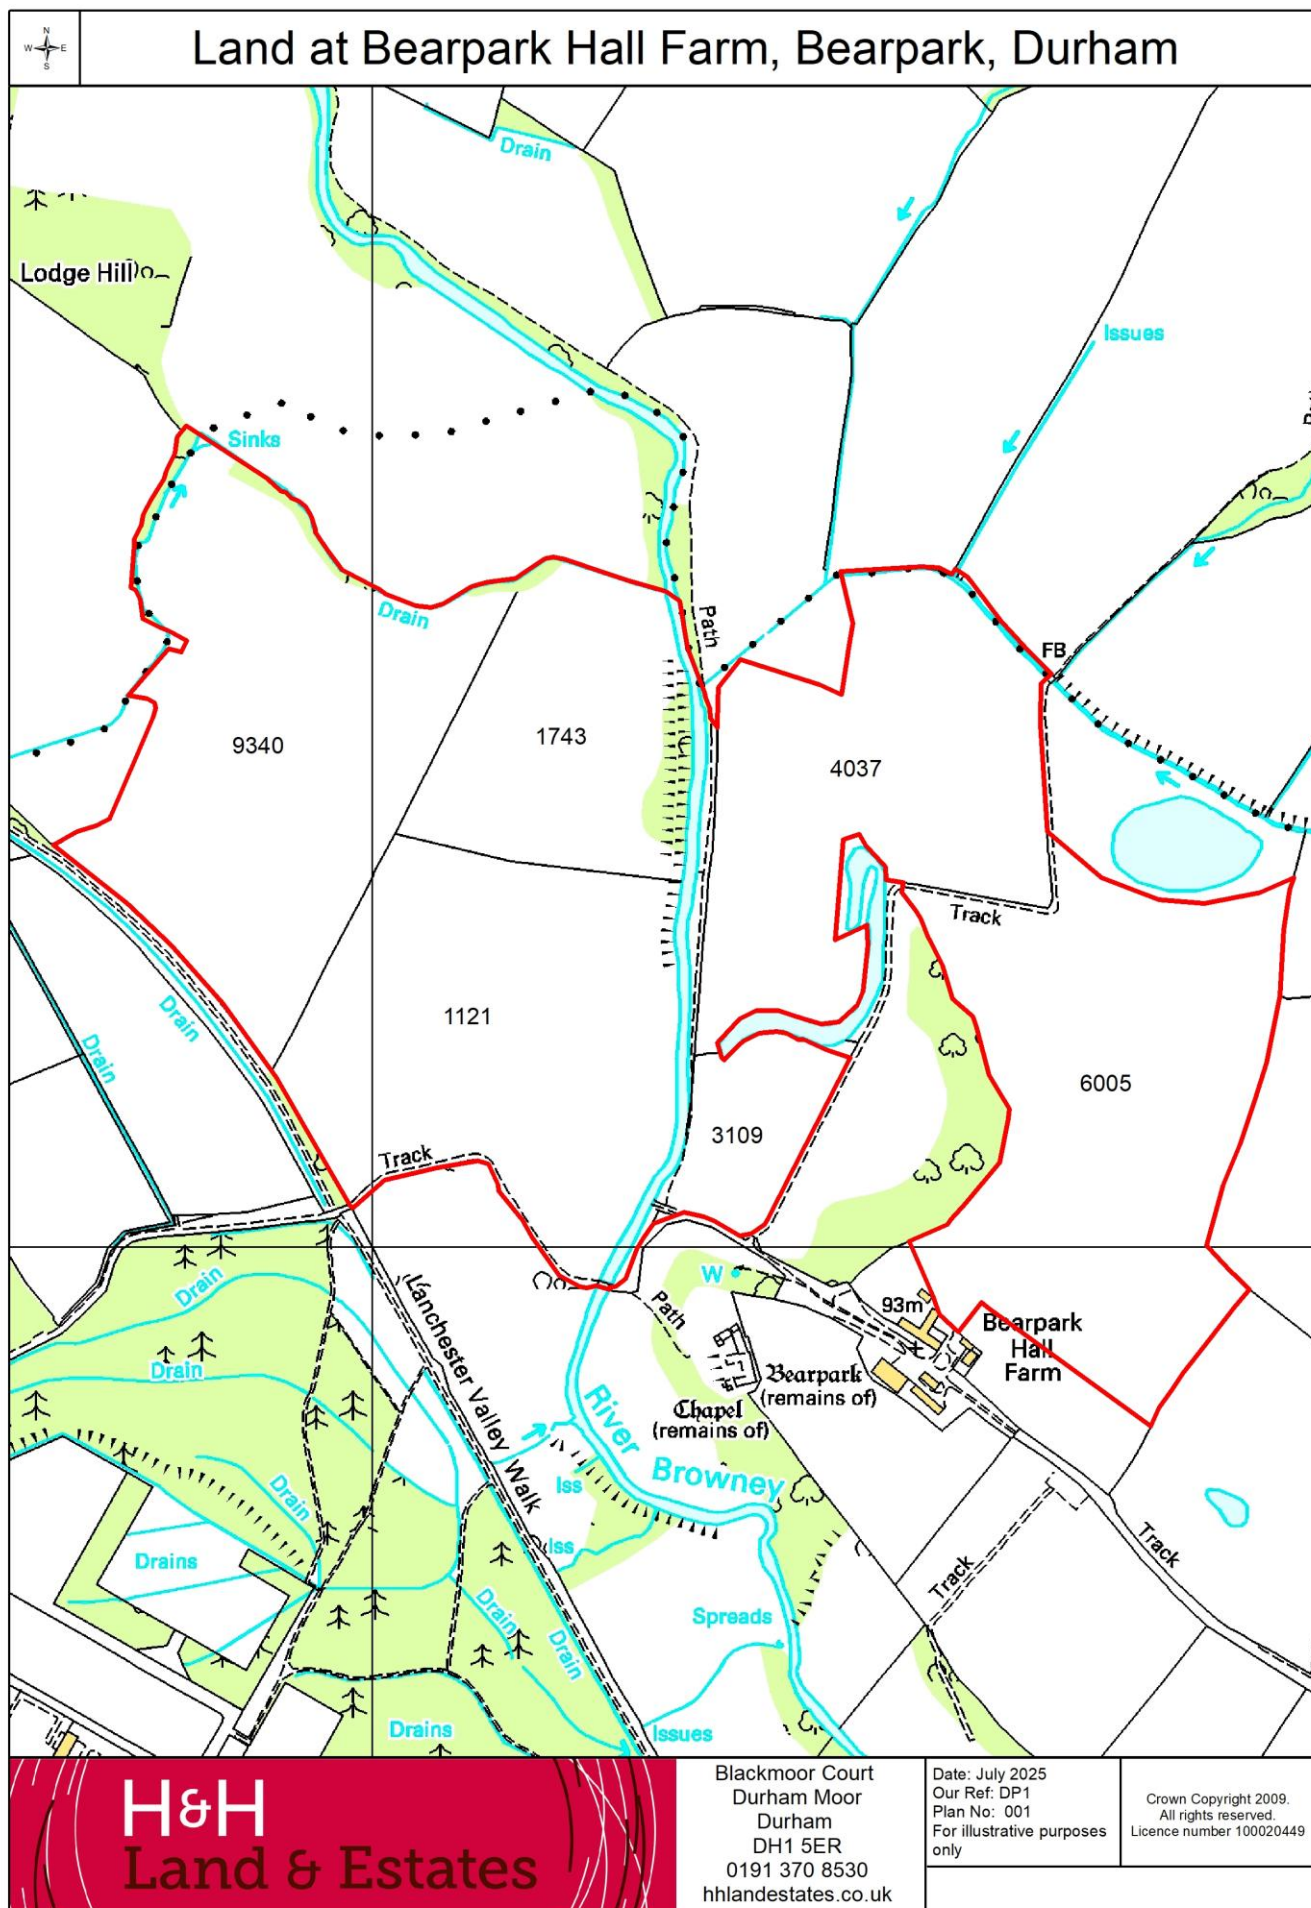 N
W E
S
Land at Bearpark Hall Farm, Bearpark, Durham
Drain
Lodge Hill
Issues
Sinks
Drain
Path
FB
9340
1743
4037
Track
Drain
Drain
1121
6005
3109
Track
W
Drain
Path
93m
Bearpark
Hall
Farm
Lanchester Valley Walk
Drain
Bearpark
(remains of)
Chapel
(remains of)
River Browney
Drain
Iss
Iss
Drains
Track
Track
Drain
Spreads
Drain
Drains
Issues
H&H
Land & Estates
Blackmoor Court
Durham Moor
Durham
DH1 5ER
0191 370 8530
hhlandestates.co.uk
Date: July 2025
Our Ref: DP1
Plan No: 001
For illustrative purposes
only
Crown Copyright 2009.
All rights reserved.
Licence number 100020449